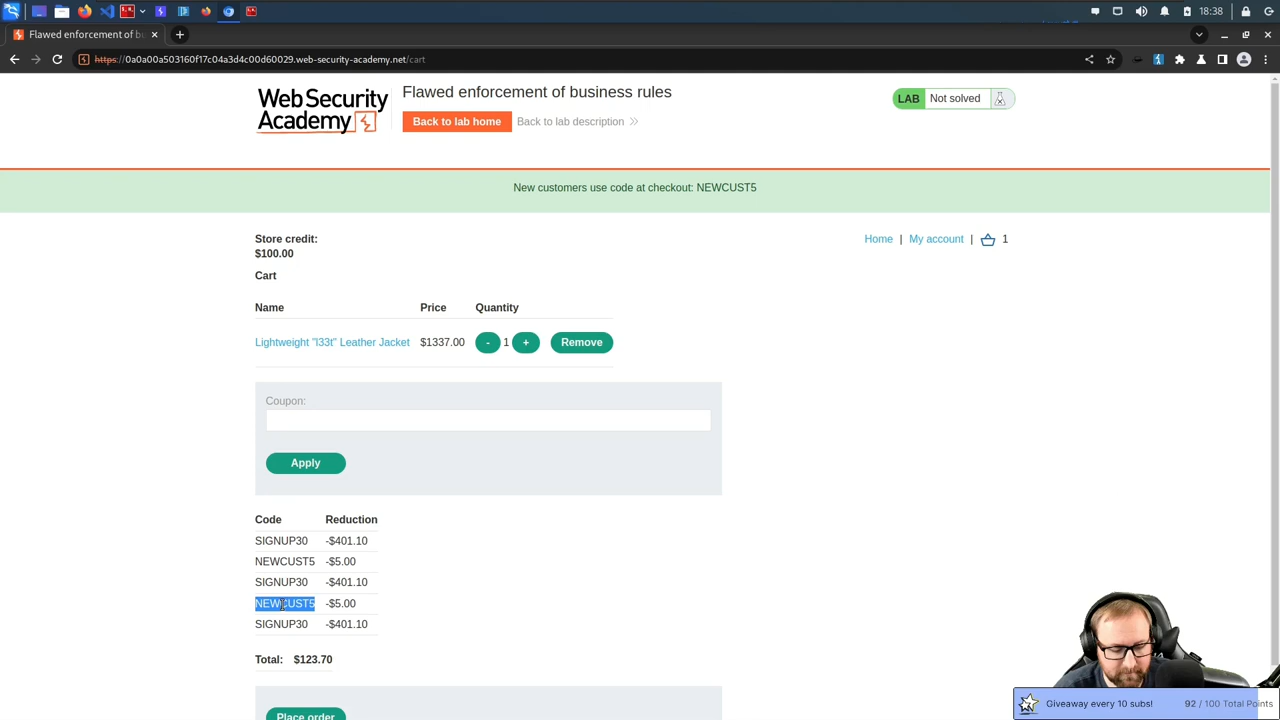 18:38
Flawed enforcement of bu
https://0a0a00a503160f17c04a3d4c00d60029.web-security-academy.net/cart
WebSecurity
Academy
Flawed enforcement of business rules
Back to lab home
Back to lab description
LAB
Not solved
New customers use code at checkout: NEWCUST5
Store credit:
$100.00
Home | My account | 1
Cart
Name Price Quantity
Lightweight "l33t" Leather Jacket $1337.00 - 1 + Remove
Coupon:
Apply
Code Reduction
SIGNUP30 -$401.10
NEWCUST5 -$5.00
SIGNUP30 -$401.10
NEWCUST5 -$5.00
SIGNUP30 -$401.10
Total: $123.70
Place order
Giveaway every 10 subs! 92 / 100 Total Points